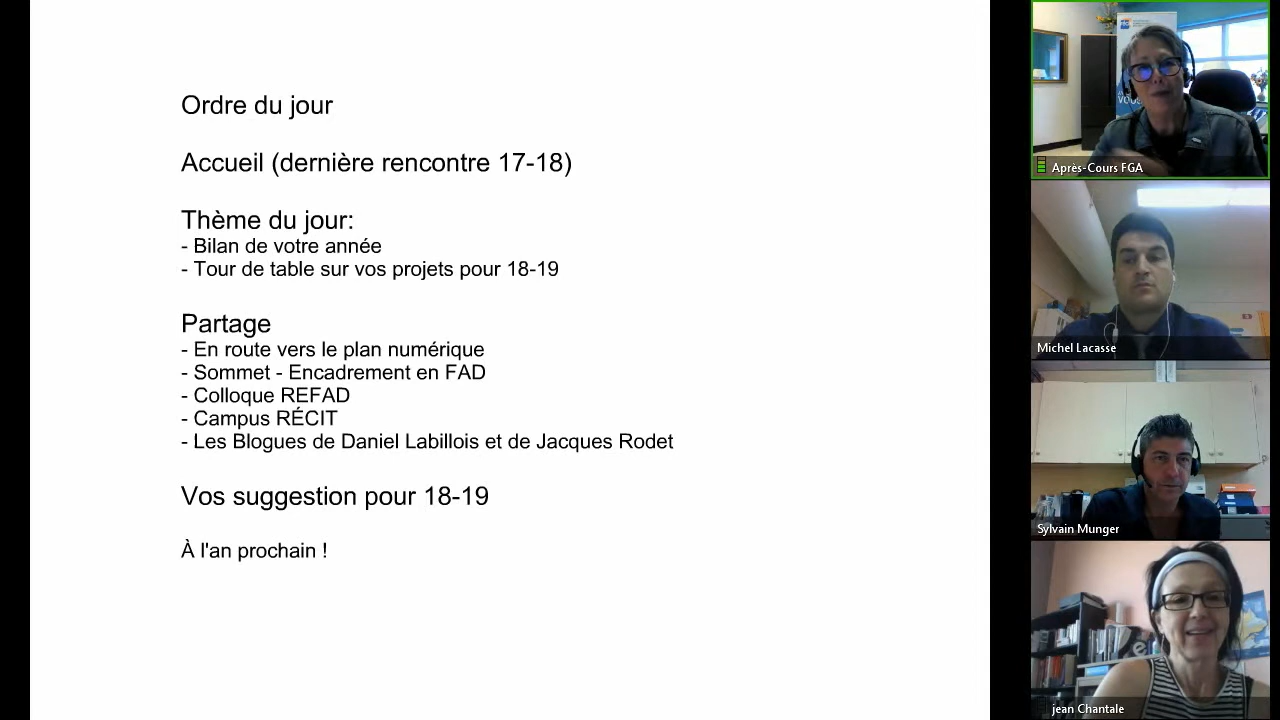 Ordre du jour
Accueil (dernière rencontre 17-18)
Thème du jour:
- Bilan de votre année
- Tour de table sur vos projets pour 18-19
Partage
- En route vers le plan numérique
- Sommet - Encadrement en FAD
- Colloque REFAD
- Campus RÉCIT
- Les Blogues de Daniel Labillois et de Jacques Rodet
Vos suggestion pour 18-19
À l'an prochain !
Après-Cours FGA
Michel Lacasse
Sylvain Munger
jean Chantale